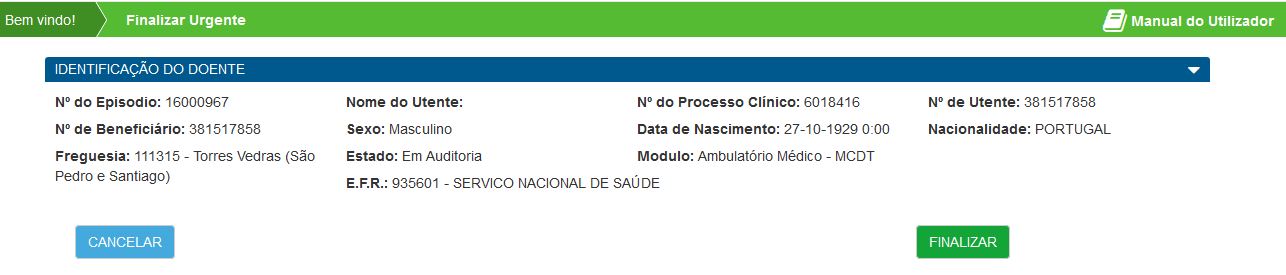 Bem vindo! Finalizar Urgente Manual do Utilizador
IDENTIFICAÇÃO DO DOENTE
Nº do Episodio: 16000967 Nome do Utente: Nº do Processo Clínico: 6018416 Nº de Utente: 381517858
Nº de Beneficiário: 381517858 Sexo: Masculino Data de Nascimento: 27-10-1929 0:00 Nacionalidade: PORTUGAL
Freguesia: 111315 - Torres Vedras (São Estado: Em Auditoria Modulo: Ambulatório Médico - MCDT
Pedro e Santiago)
E.F.R.: 935601 - SERVICO NACIONAL DE SAÚDE
CANCELAR FINALIZAR